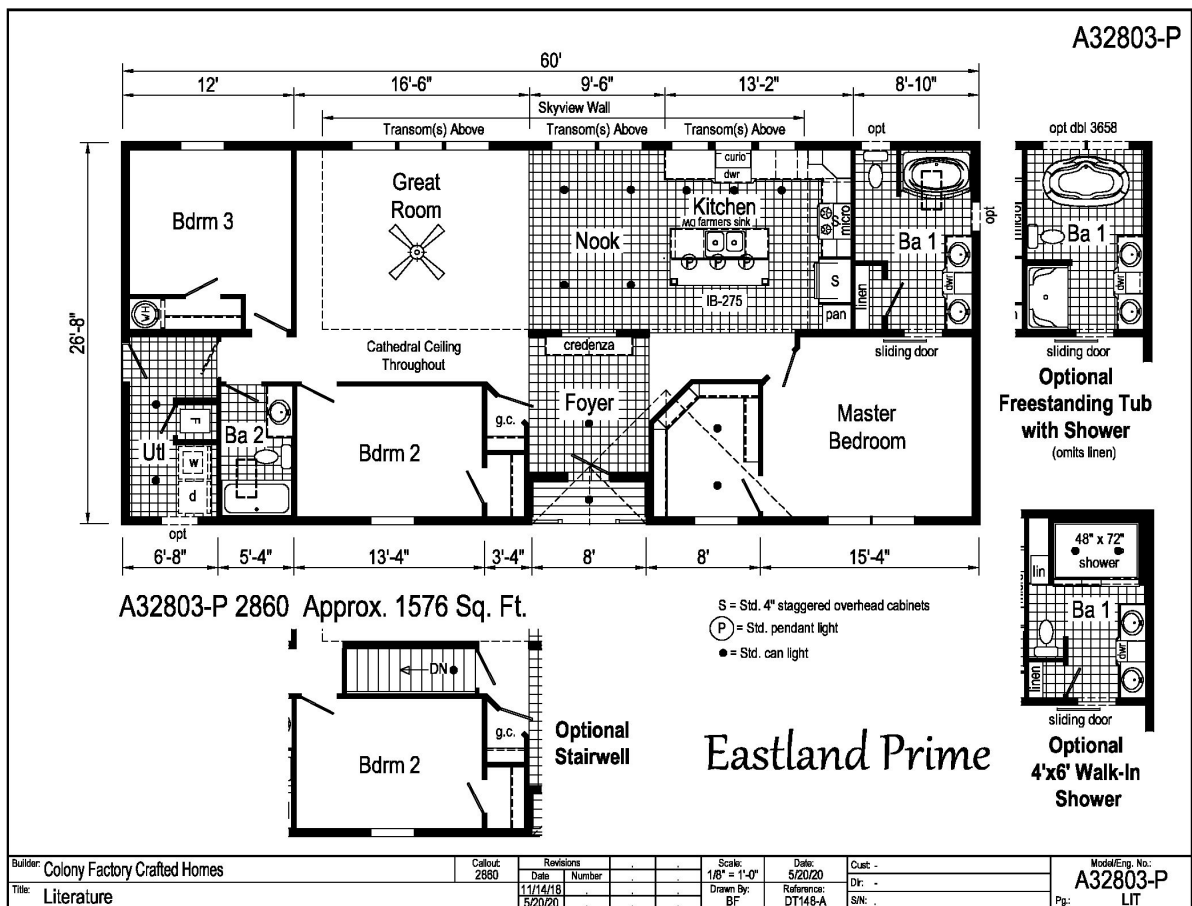 A32803-P
60'
12'
16'-6"
9'-6"
13'-2"
8'-10"
Skyview Wall
Transom(s) Above
Transom(s) Above
Transom(s) Above
opt
opt dbl 3658
26'-8"
Bdrm 3
Great
Room
Nook
curio
dwr
Kitchen
wo farmers sink
S
micro
P P P
IB-275
S
pan
Ba 1
opt
linen
dwr
sliding door
WH
Cathedral Ceiling
Throughout
credenza
Foyer
g.c.
Utl
F
W
d
opt
Ba 2
Bdrm 2
Master
Bedroom
micro
Ba 1
dwr
sliding door
Optional
Freestanding Tub
with Shower
(omits linen)
6'-8"
5'-4"
13'-4"
3'-4"
8'
8'
15'-4"
A32803-P 2860 Approx. 1576 Sq. Ft.
S = Std. 4" staggered overhead cabinets
P = Std. pendant light
= Std. can light
DN
g.c.
Bdrm 2
Optional
Stairwell
Eastland Prime
48" x 72"
shower
lin
Ba 1
dwr
linen
sliding door
Optional
4'x6' Walk-In
Shower
Builder: Colony Factory Crafted Homes
Title: Literature
Callout:
2860
Revisions
Date Number
11/14/18
5/20/20
Scale:
1/8" = 1'-0"
Drawn By:
BF
Date:
5/20/20
Reference:
DT148-A
Cust: -
Dlr: -
S/N: .
Model/Eng. No.:
A32803-P
Pg.: LIT